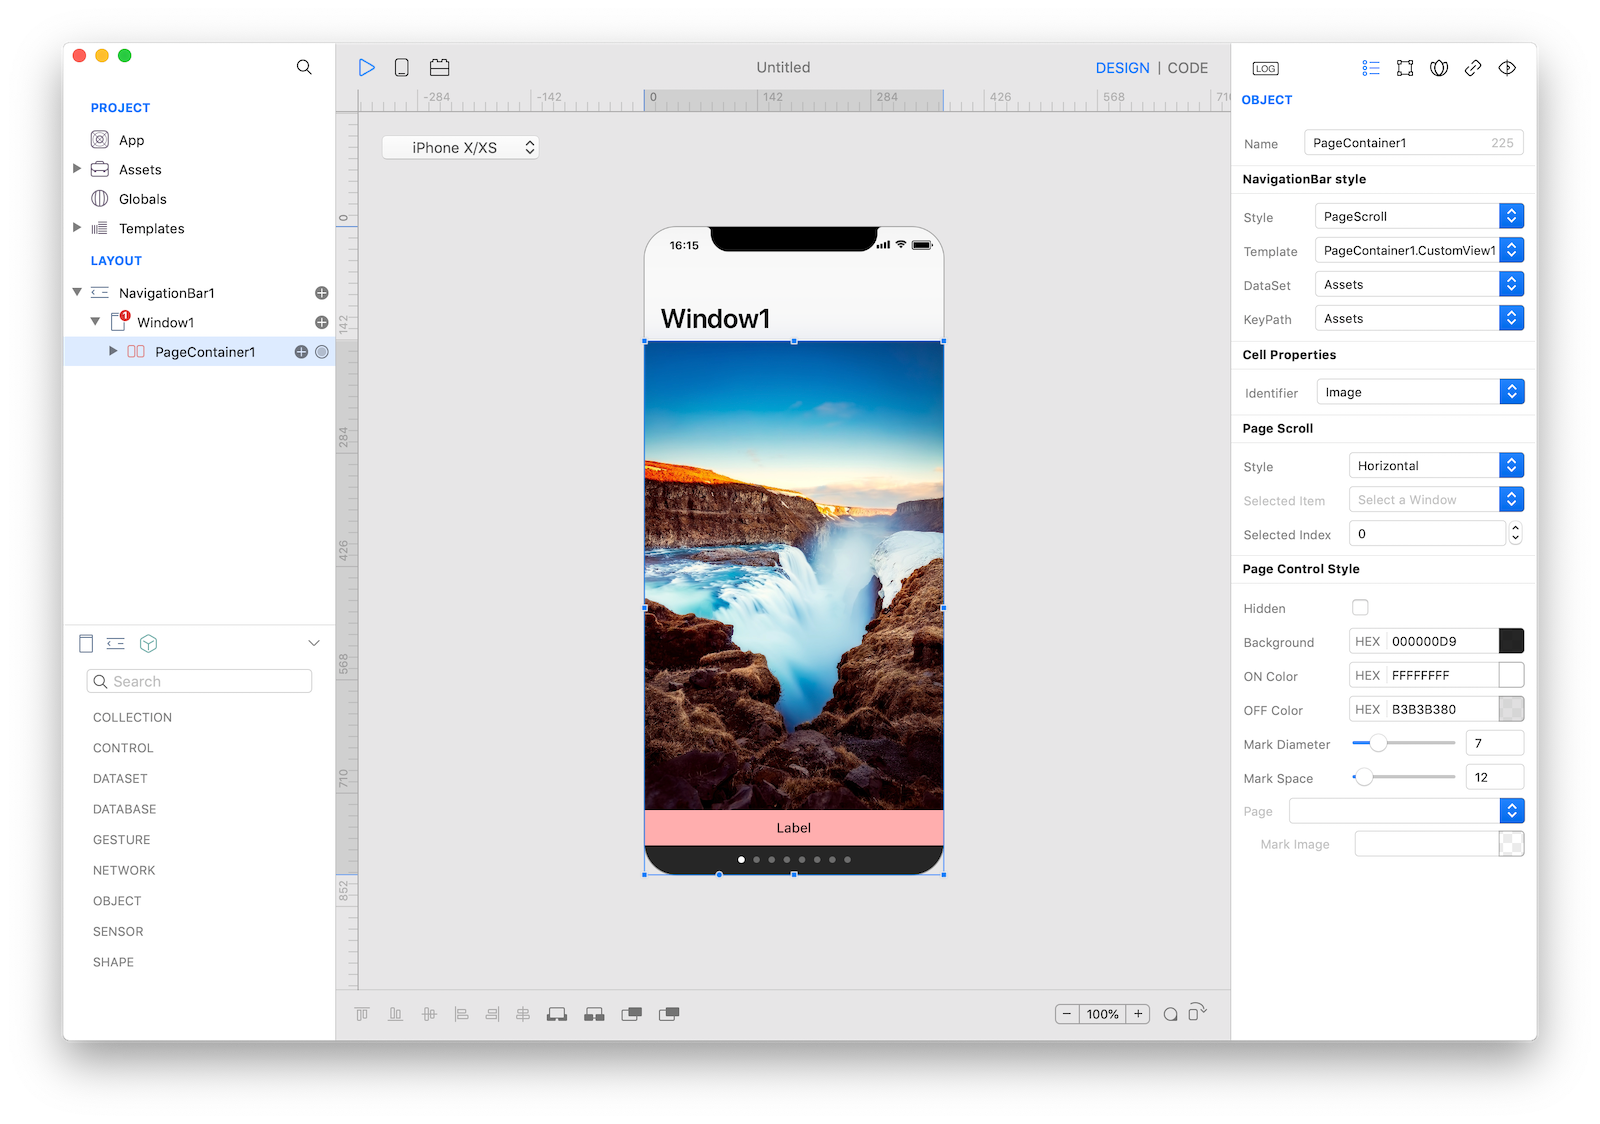 Untitled
DESIGN | CODE
LOG
PROJECT
App
Assets
Globals
Templates
LAYOUT
NavigationBar1
1
Window1
PageContainer1
Search
COLLECTION
CONTROL
DATASET
DATABASE
GESTURE
NETWORK
OBJECT
SENSOR
SHAPE
-284 -142 0 142 284 426 568 710
0
142
284
426
568
710
852
iPhone X/XS
16:15
Window1
Label
100%
OBJECT
Name PageContainer1 225
NavigationBar style
Style PageScroll
Template PageContainer1.CustomView1
DataSet Assets
KeyPath Assets
Cell Properties
Identifier Image
Page Scroll
Style Horizontal
Selected Item Select a Window
Selected Index 0
Page Control Style
Hidden
Background HEX 000000D9
ON Color HEX FFFFFFFF
OFF Color HEX B3B3B380
Mark Diameter 7
Mark Space 12
Page
Mark Image